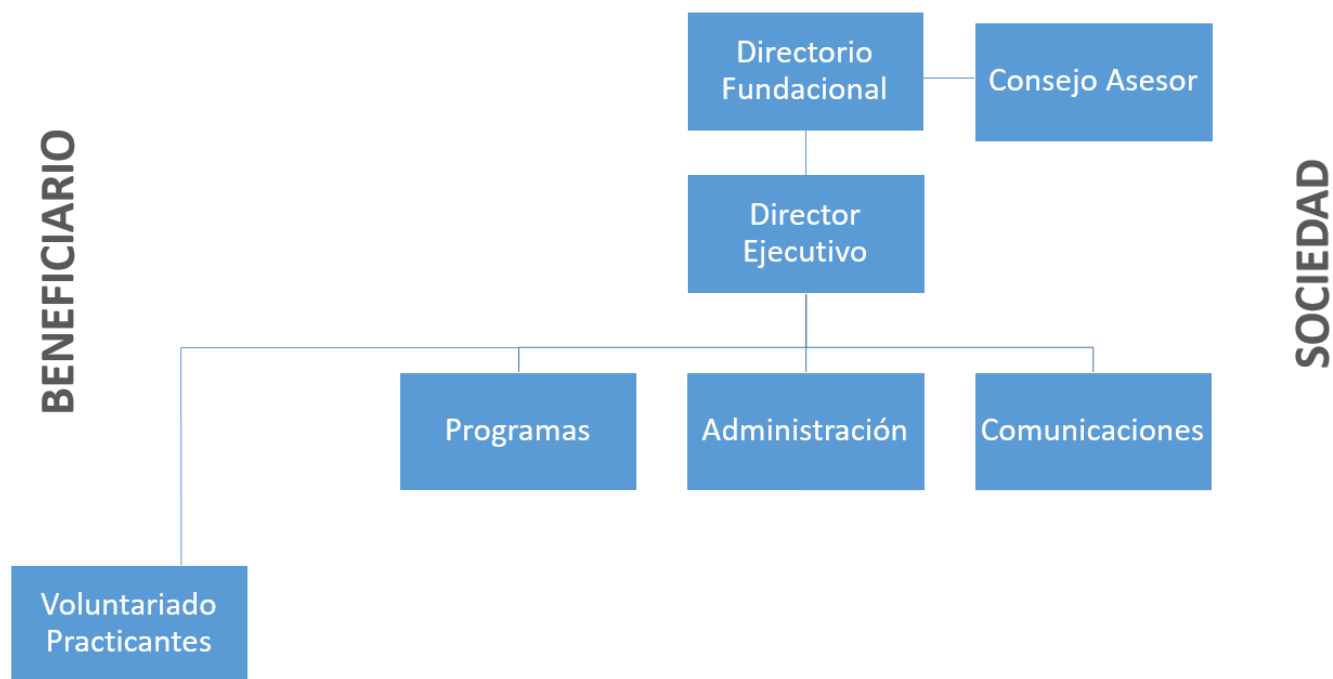 Directorio
Fundacional
Consejo Asesor
BENEFICIARIO
SOCIEDAD
Director
Ejecutivo
Programas
Administración
Comunicaciones
Voluntariado
Practicantes